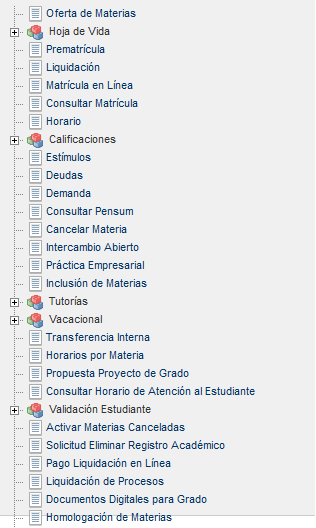 Oferta de Materias
Hoja de Vida
Prematrícula
Liquidación
Matrícula en Línea
Consultar Matrícula
Horario
Calificaciones
Estímulos
Deudas
Demanda
Consultar Pensum
Cancelar Materia
Intercambio Abierto
Práctica Empresarial
Inclusión de Materias
Tutorías
Vacacional
Transferencia Interna
Horarios por Materia
Propuesta Proyecto de Grado
Consultar Horario de Atención al Estudiante
Validación Estudiante
Activar Materias Canceladas
Solicitud Eliminar Registro Académico
Pago Liquidación en Línea
Liquidación de Procesos
Documentos Digitales para Grado
Homologación de Materias